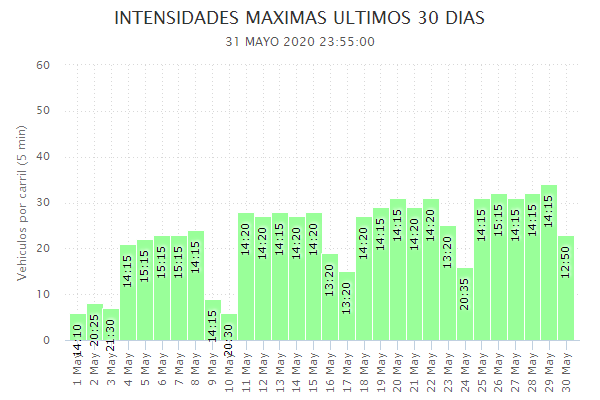 INTENSIDADES MAXIMAS ULTIMOS 30 DIAS
31 MAYO 2020 23:55:00
Vehiculos por carril (5 min)
60
50
40
30
20
10
0
14:10
20:25
21:30
14:15
15:15
15:15
15:15
14:15
14:15
20:30
14:20
14:20
14:15
14:20
14:20
13:20
13:20
14:20
14:15
14:15
14:20
14:20
13:20
20:35
14:15
15:15
14:15
14:15
14:15
12:50
1 May
2 May
3 May
4 May
5 May
6 May
7 May
8 May
9 May
10 May
11 May
12 May
13 May
14 May
15 May
16 May
17 May
18 May
19 May
20 May
21 May
22 May
23 May
24 May
25 May
26 May
27 May
28 May
29 May
30 May